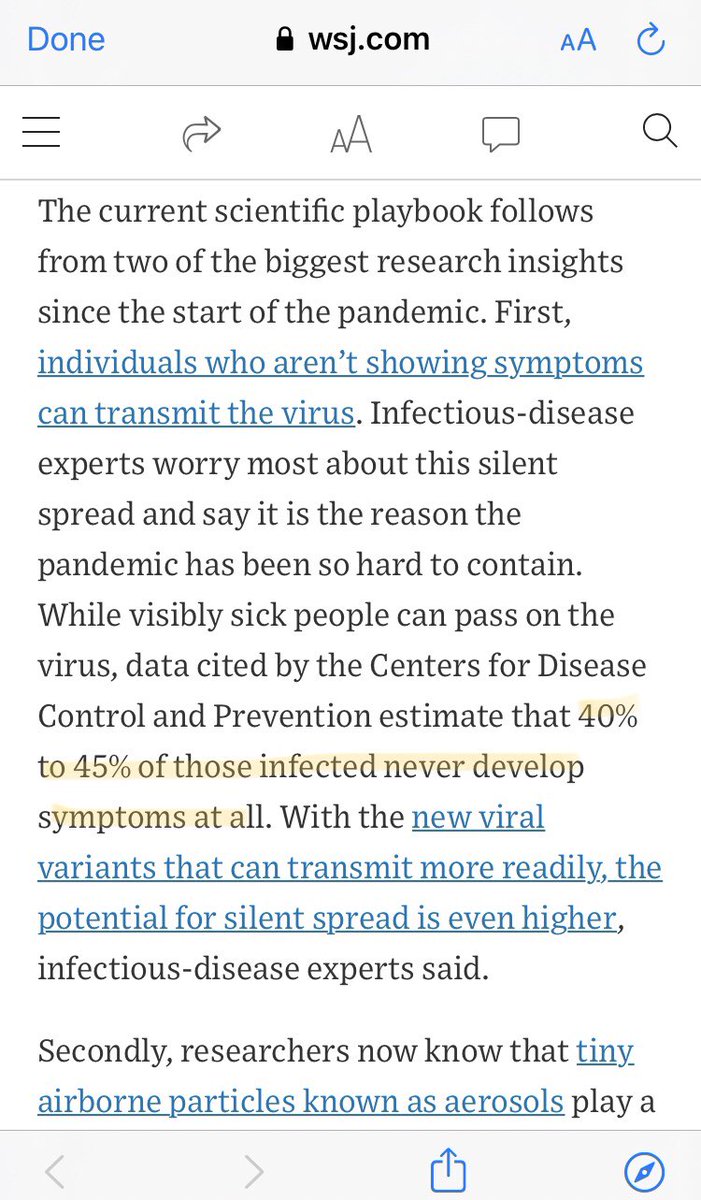 Done
wsj.com
AA
AA
The current scientific playbook follows
from two of the biggest research insights
since the start of the pandemic. First,
individuals who aren’t showing symptoms
can transmit the virus. Infectious-disease
experts worry most about this silent
spread and say it is the reason the
pandemic has been so hard to contain.
While visibly sick people can pass on the
virus, data cited by the Centers for Disease
Control and Prevention estimate that 40%
to 45% of those infected never develop
symptoms at all. With the new viral
variants that can transmit more readily, the
potential for silent spread is even higher,
infectious-disease experts said.
Secondly, researchers now know that tiny
airborne particles known as aerosols play a